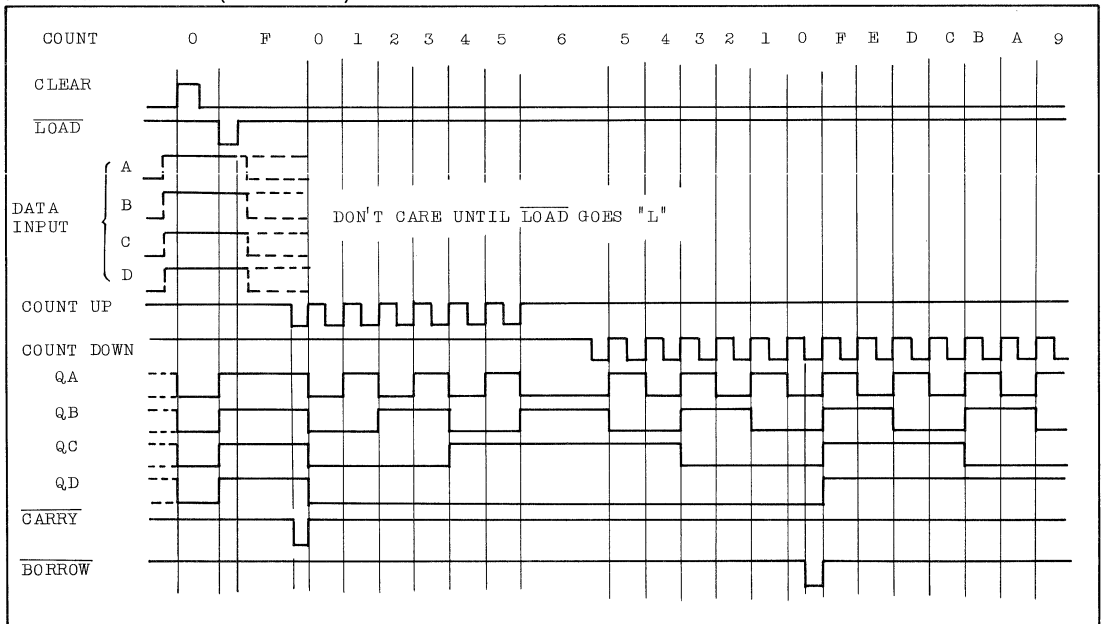 COUNT 0 F 0 1 2 3 4 5 6 5 4 3 2 1 0 F E D C B A 9
CLEAR
LOAD
A
DATA INPUT
B
DON'T CARE UNTIL LOAD GOES "L"
C
D
COUNT UP
COUNT DOWN
QA
QB
QC
QD
CARRY
BORROW